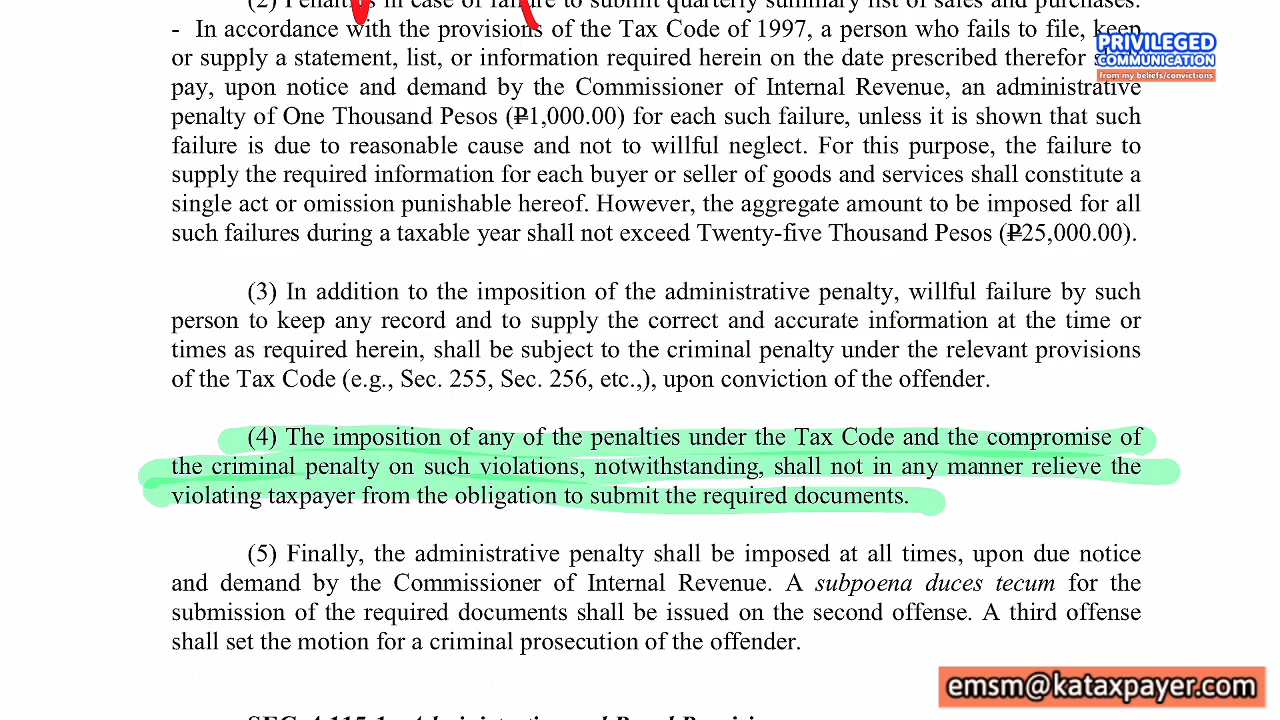 (2) Penalties in case of failure to submit quarterly summary list of sales and purchases.
- In accordance with the provisions of the Tax Code of 1997, a person who fails to file, keep
or supply a statement, list, or information required herein on the date prescribed therefor
pay, upon notice and demand by the Commissioner of Internal Revenue, an administrative
penalty of One Thousand Pesos (₱1,000.00) for each such failure, unless it is shown that such
failure is due to reasonable cause and not to willful neglect. For this purpose, the failure to
supply the required information for each buyer or seller of goods and services shall constitute a
single act or omission punishable hereof. However, the aggregate amount to be imposed for all
such failures during a taxable year shall not exceed Twenty-five Thousand Pesos (₱25,000.00).
(3) In addition to the imposition of the administrative penalty, willful failure by such
person to keep any record and to supply the correct and accurate information at the time or
times as required herein, shall be subject to the criminal penalty under the relevant provisions
of the Tax Code (e.g., Sec. 255, Sec. 256, etc.,), upon conviction of the offender.
(4) The imposition of any of the penalties under the Tax Code and the compromise of
the criminal penalty on such violations, notwithstanding, shall not in any manner relieve the
violating taxpayer from the obligation to submit the required documents.
(5) Finally, the administrative penalty shall be imposed at all times, upon due notice
and demand by the Commissioner of Internal Revenue. A subpoena duces tecum for the
submission of the required documents shall be issued on the second offense. A third offense
shall set the motion for a criminal prosecution of the offender.
PRIVILEGED
COMMUNICATION
from my beliefs/convictions
emsm@kataxpayer.com